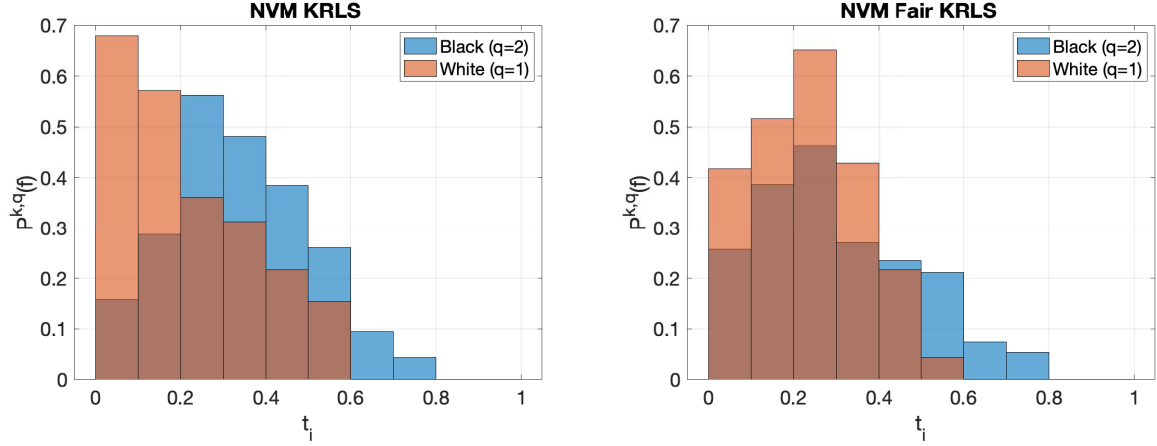 NVM KRLS
0.7
0.6
0.5
0.4
0.3
0.2
0.1
0
P^{k,q}(f)
Black (q=2)
White (q=1)
0 0.2 0.4 0.6 0.8 1
t_i
NVM Fair KRLS
0.7
0.6
0.5
0.4
0.3
0.2
0.1
0
P^{k,q}(f)
Black (q=2)
White (q=1)
0 0.2 0.4 0.6 0.8 1
t_i